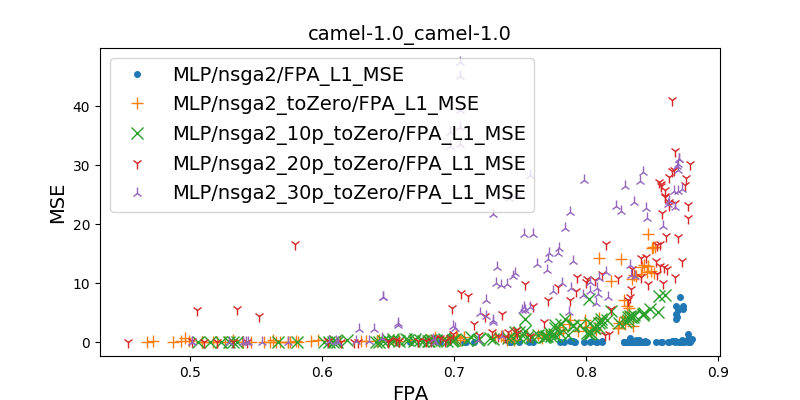 camel-1.0_camel-1.0
MLP/nsga2/FPA_L1_MSE
MLP/nsga2_toZero/FPA_L1_MSE
MLP/nsga2_10p_toZero/FPA_L1_MSE
MLP/nsga2_20p_toZero/FPA_L1_MSE
MLP/nsga2_30p_toZero/FPA_L1_MSE
MSE
40
30
20
10
0
0.5 0.6 0.7 0.8 0.9
FPA